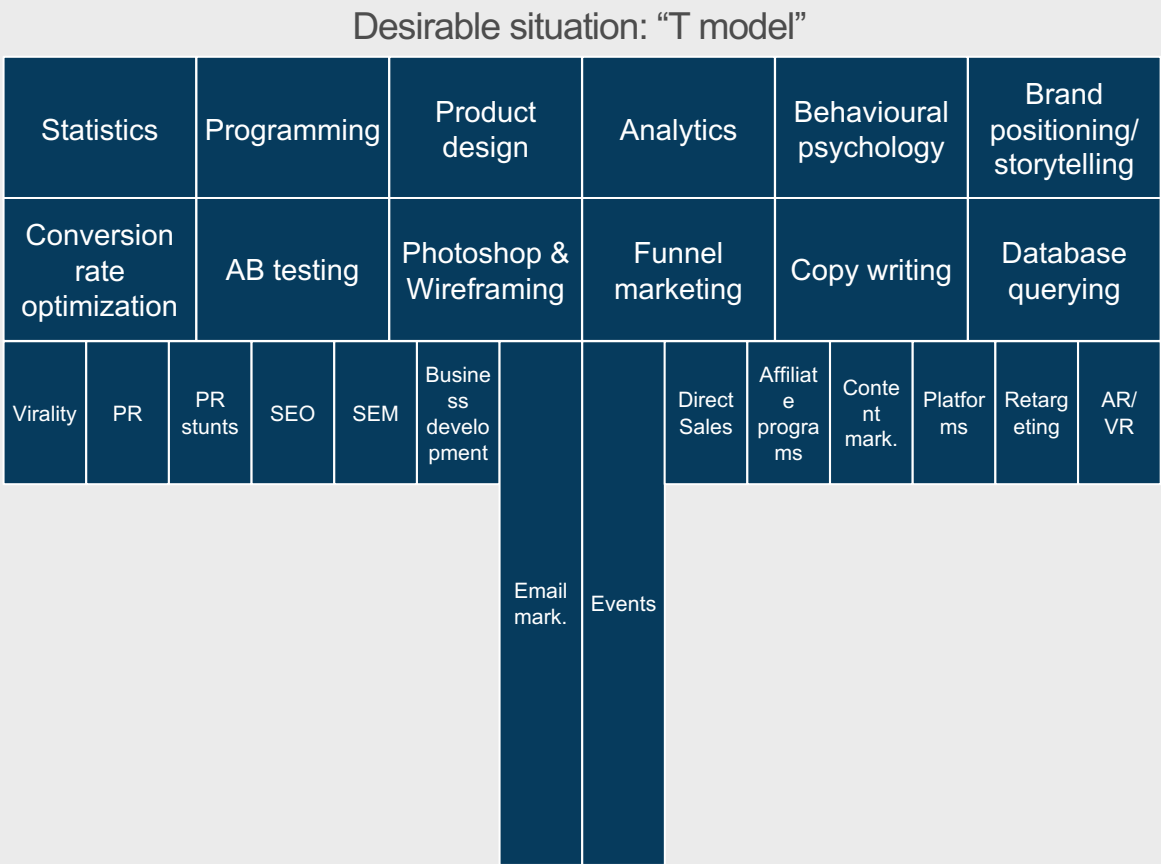 Desirable situation: “T model”
Statistics
Programming
Product
design
Analytics
Behavioural
psychology
Brand
positioning/
storytelling
Conversion
rate
optimization
AB testing
Photoshop &
Wireframing
Funnel
marketing
Copy writing
Database
querying
Virality
PR
PR
stunts
SEO
SEM
Busine
ss
develo
pment
Email
mark.
Events
Direct
Sales
Affiliat
e
progra
ms
Conte
nt
mark.
Platfor
ms
Retarg
eting
AR/
VR